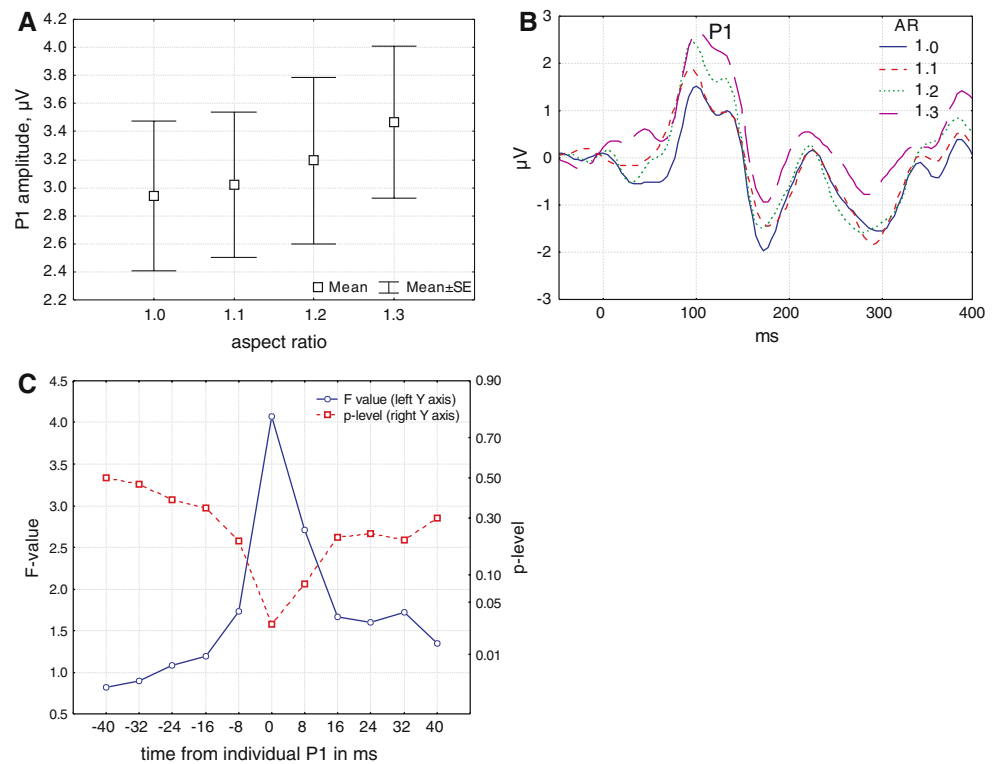 A
P1 amplitude, µV
4.2
4.0
3.8
3.6
3.4
3.2
3.0
2.8
2.6
2.4
2.2
Mean Mean±SE
1.0 1.1 1.2 1.3
aspect ratio
B
µV
3
2
1
0
-1
-2
-3
P1
AR
1.0
1.1
1.2
1.3
0 100 200 300 400
ms
C
F-value
4.5
4.0
3.5
3.0
2.5
2.0
1.5
1.0
0.5
F value (left Y axis)
p-level (right Y axis)
0.90
0.70
0.50
0.30
0.10
0.05
0.01
p-level
-40 -32 -24 -16 -8 0 8 16 24 32 40
time from individual P1 in ms